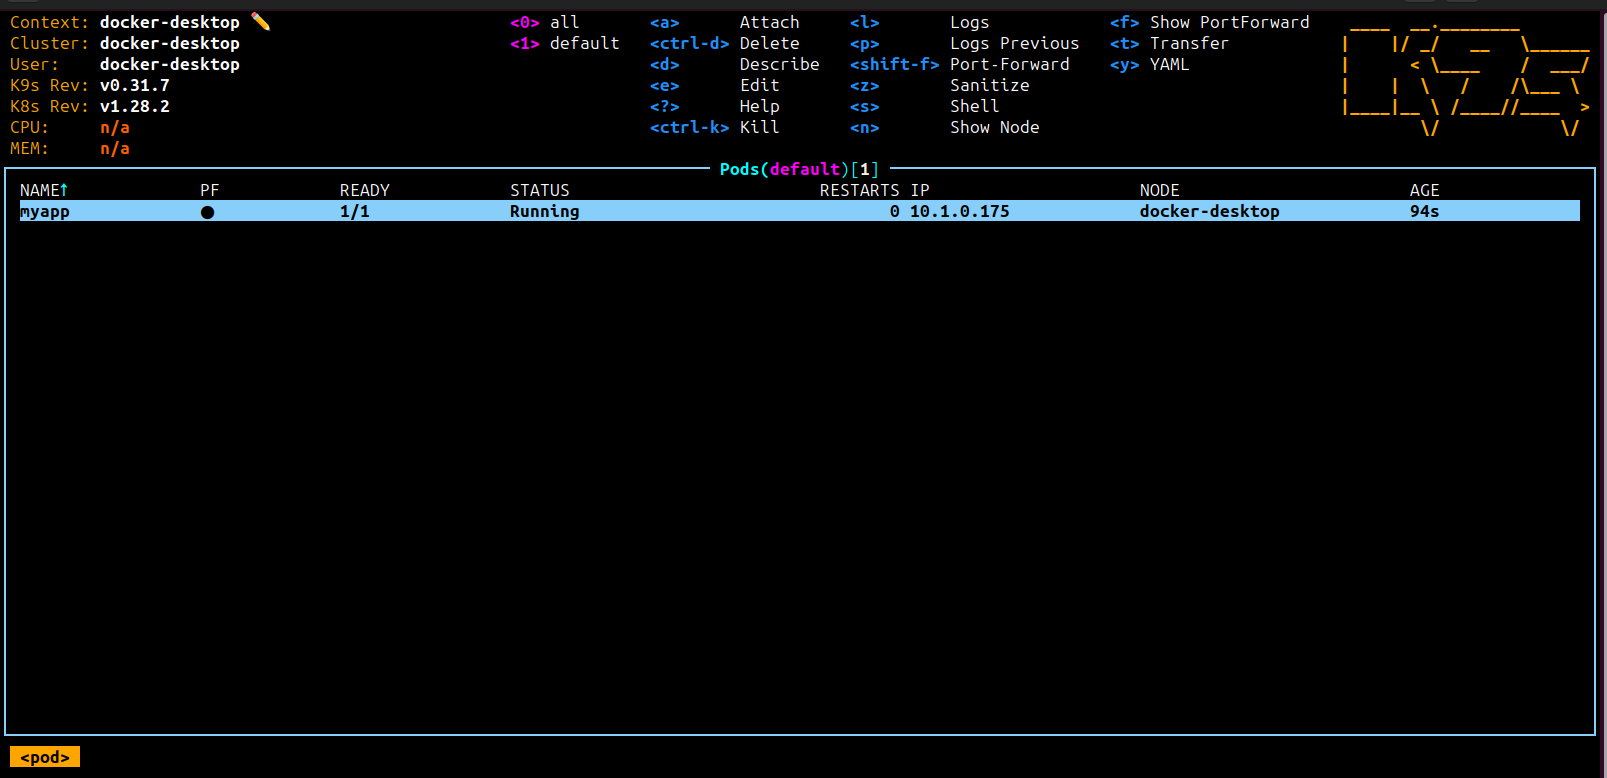 Context: docker-desktop ✏️ <0> all <a> Attach <l> Logs <f> Show PortForward
Cluster: docker-desktop <1> default <ctrl-d> Delete <p> Logs Previous <t> Transfer
User: docker-desktop <d> Describe <shift-f> Port-Forward <y> YAML
K9s Rev: v0.31.7 <e> Edit <z> Sanitize
K8s Rev: v1.28.2 <?> Help <s> Shell
CPU: n/a <ctrl-k> Kill <n> Show Node
MEM: n/a
Pods(default)[1]
NAME↑ PF READY STATUS RESTARTS IP NODE AGE
myapp ● 1/1 Running 0 10.1.0.175 docker-desktop 94s
<pod>